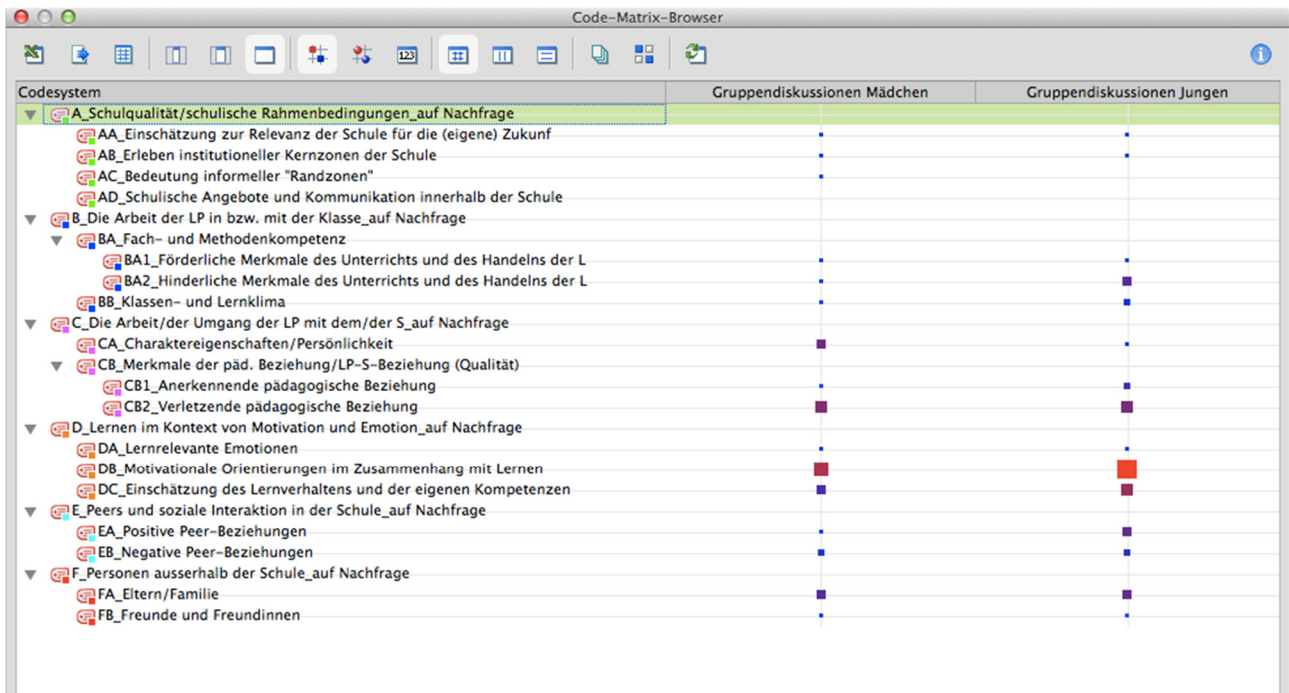 Code-Matrix-Browser
123
Codesystem Gruppendiskussionen Mädchen Gruppendiskussionen Jungen
A_Schulqualität/schulische Rahmenbedingungen_auf Nachfrage
AA_Einschätzung zur Relevanz der Schule für die (eigene) Zukunf
AB_Erleben institutioneller Kernzonen der Schule
AC_Bedeutung informeller "Randzonen"
AD_Schulische Angebote und Kommunikation innerhalb der Schule
B_Die Arbeit der LP in bzw. mit der Klasse_auf Nachfrage
BA_Fach- und Methodenkompetenz
BA1_Förderliche Merkmale des Unterrichts und des Handelns der L
BA2_Hinderliche Merkmale des Unterrichts und des Handelns der L
BB_Klassen- und Lernklima
C_Die Arbeit/der Umgang der LP mit dem/der S_auf Nachfrage
CA_Charaktereigenschaften/Persönlichkeit
CB_Merkmale der päd. Beziehung/LP-S-Beziehung (Qualität)
CB1_Anerkennende pädagogische Beziehung
CB2_Verletzende pädagogische Beziehung
D_Lernen im Kontext von Motivation und Emotion_auf Nachfrage
DA_Lernrelevante Emotionen
DB_Motivationale Orientierungen im Zusammenhang mit Lernen
DC_Einschätzung des Lernverhaltens und der eigenen Kompetenzen
E_Peers und soziale Interaktion in der Schule_auf Nachfrage
EA_Positive Peer-Beziehungen
EB_Negative Peer-Beziehungen
F_Personen ausserhalb der Schule_auf Nachfrage
FA_Eltern/Familie
FB_Freunde und Freundinnen